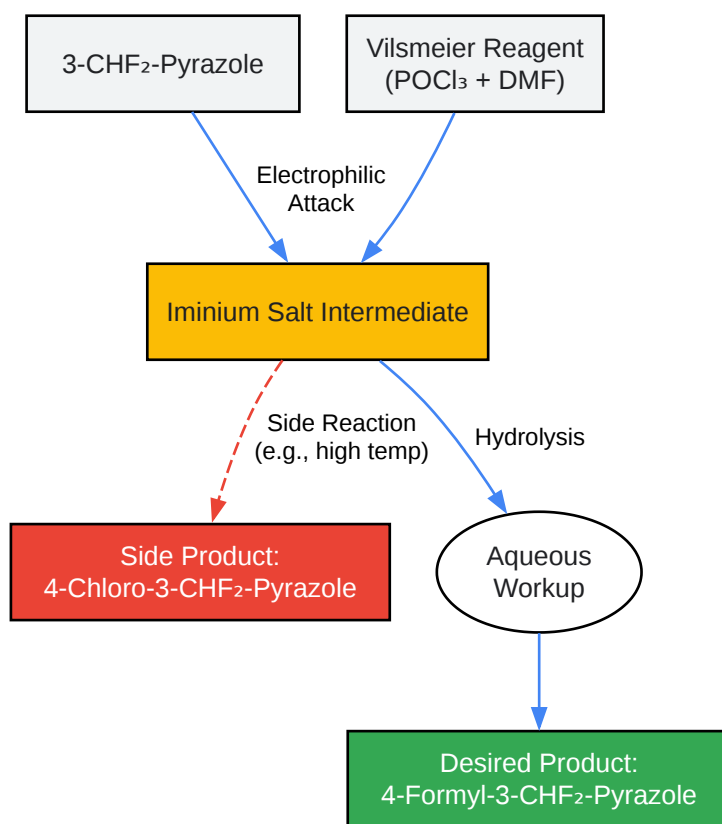 3-CHF₂-Pyrazole
Vilsmeier Reagent
(POCl₃ + DMF)
Electrophilic
Attack
Iminium Salt Intermediate
Side Reaction
(e.g., high temp)
Hydrolysis
Side Product:
4-Chloro-3-CHF₂-Pyrazole
Aqueous
Workup
Desired Product:
4-Formyl-3-CHF₂-Pyrazole